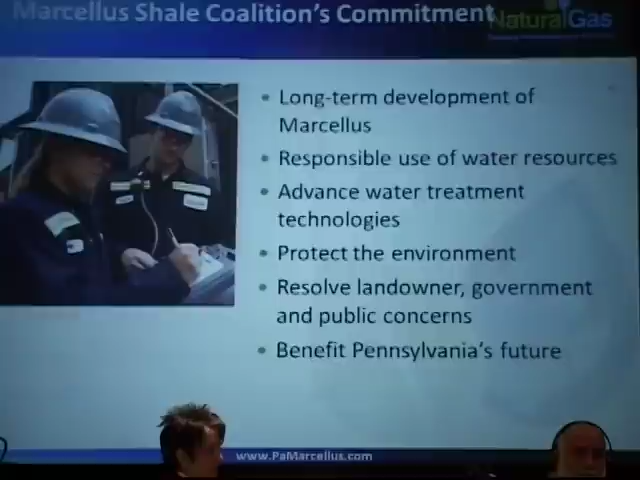 Marcellus Shale Coalition's Commitment
NaturalGas
• Long-term development of
Marcellus
• Responsible use of water resources
• Advance water treatment
technologies
• Protect the environment
• Resolve landowner, government
and public concerns
• Benefit Pennsylvania's future
www.PaMarcellus.com